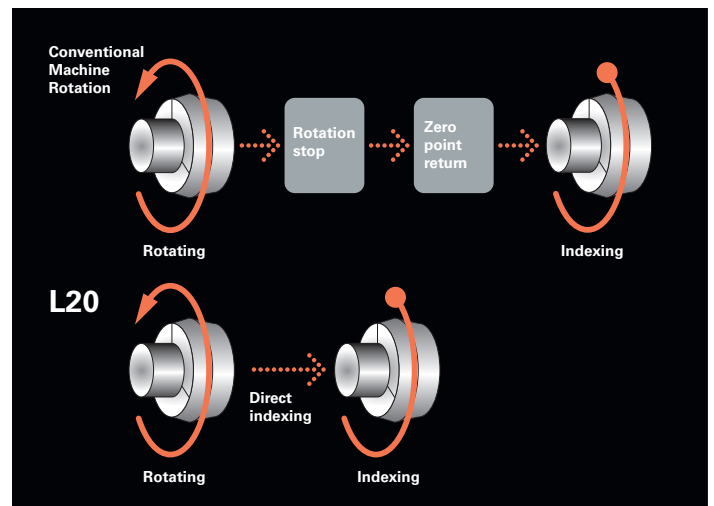 Conventional
Machine
Rotation
Rotation
stop
Zero
point
return
Rotating
Indexing
L20
Direct
indexing
Rotating
Indexing